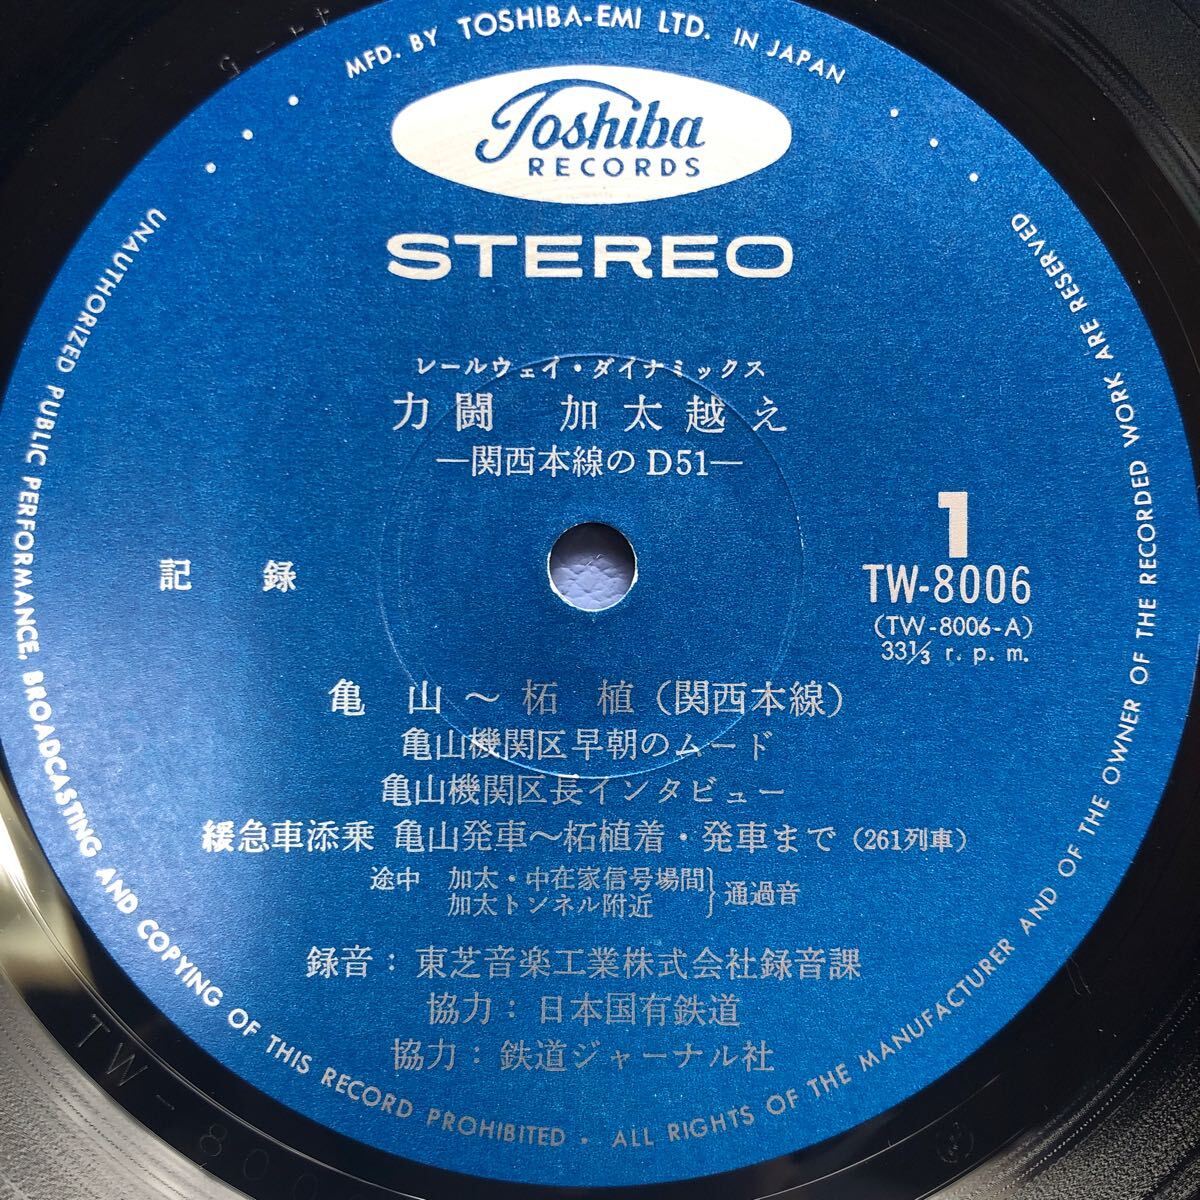 MFD. BY TOSHIBA-EMI LTD. IN JAPAN
Toshiba
RECORDS
STEREO
レールウェイ・ダイナミックス
力闘 加太越え
―関西本線のD51―
記録
1
TW-8006
(TW-8006-A)
33⅓ r.p.m.
亀山～柘植(関西本線)
亀山機関区早朝のムード
亀山機関区長インタビュー
緩急車添乗 亀山発車～柘植着・発車まで(261列車)
途中 加太・中在家信号場間
加太トンネル附近
通過音
録音:東芝音楽工業株式会社録音課
協力:日本国有鉄道
協力:鉄道ジャーナル社
UNAUTHORIZED PUBLIC PERFORMANCE, BROADCASTING AND COPYING OF THIS RECORD PROHIBITED • ALL RIGHTS OF THE MANUFACTURER AND OF THE OWNER OF THE RECORDED WORK ARE RESERVED